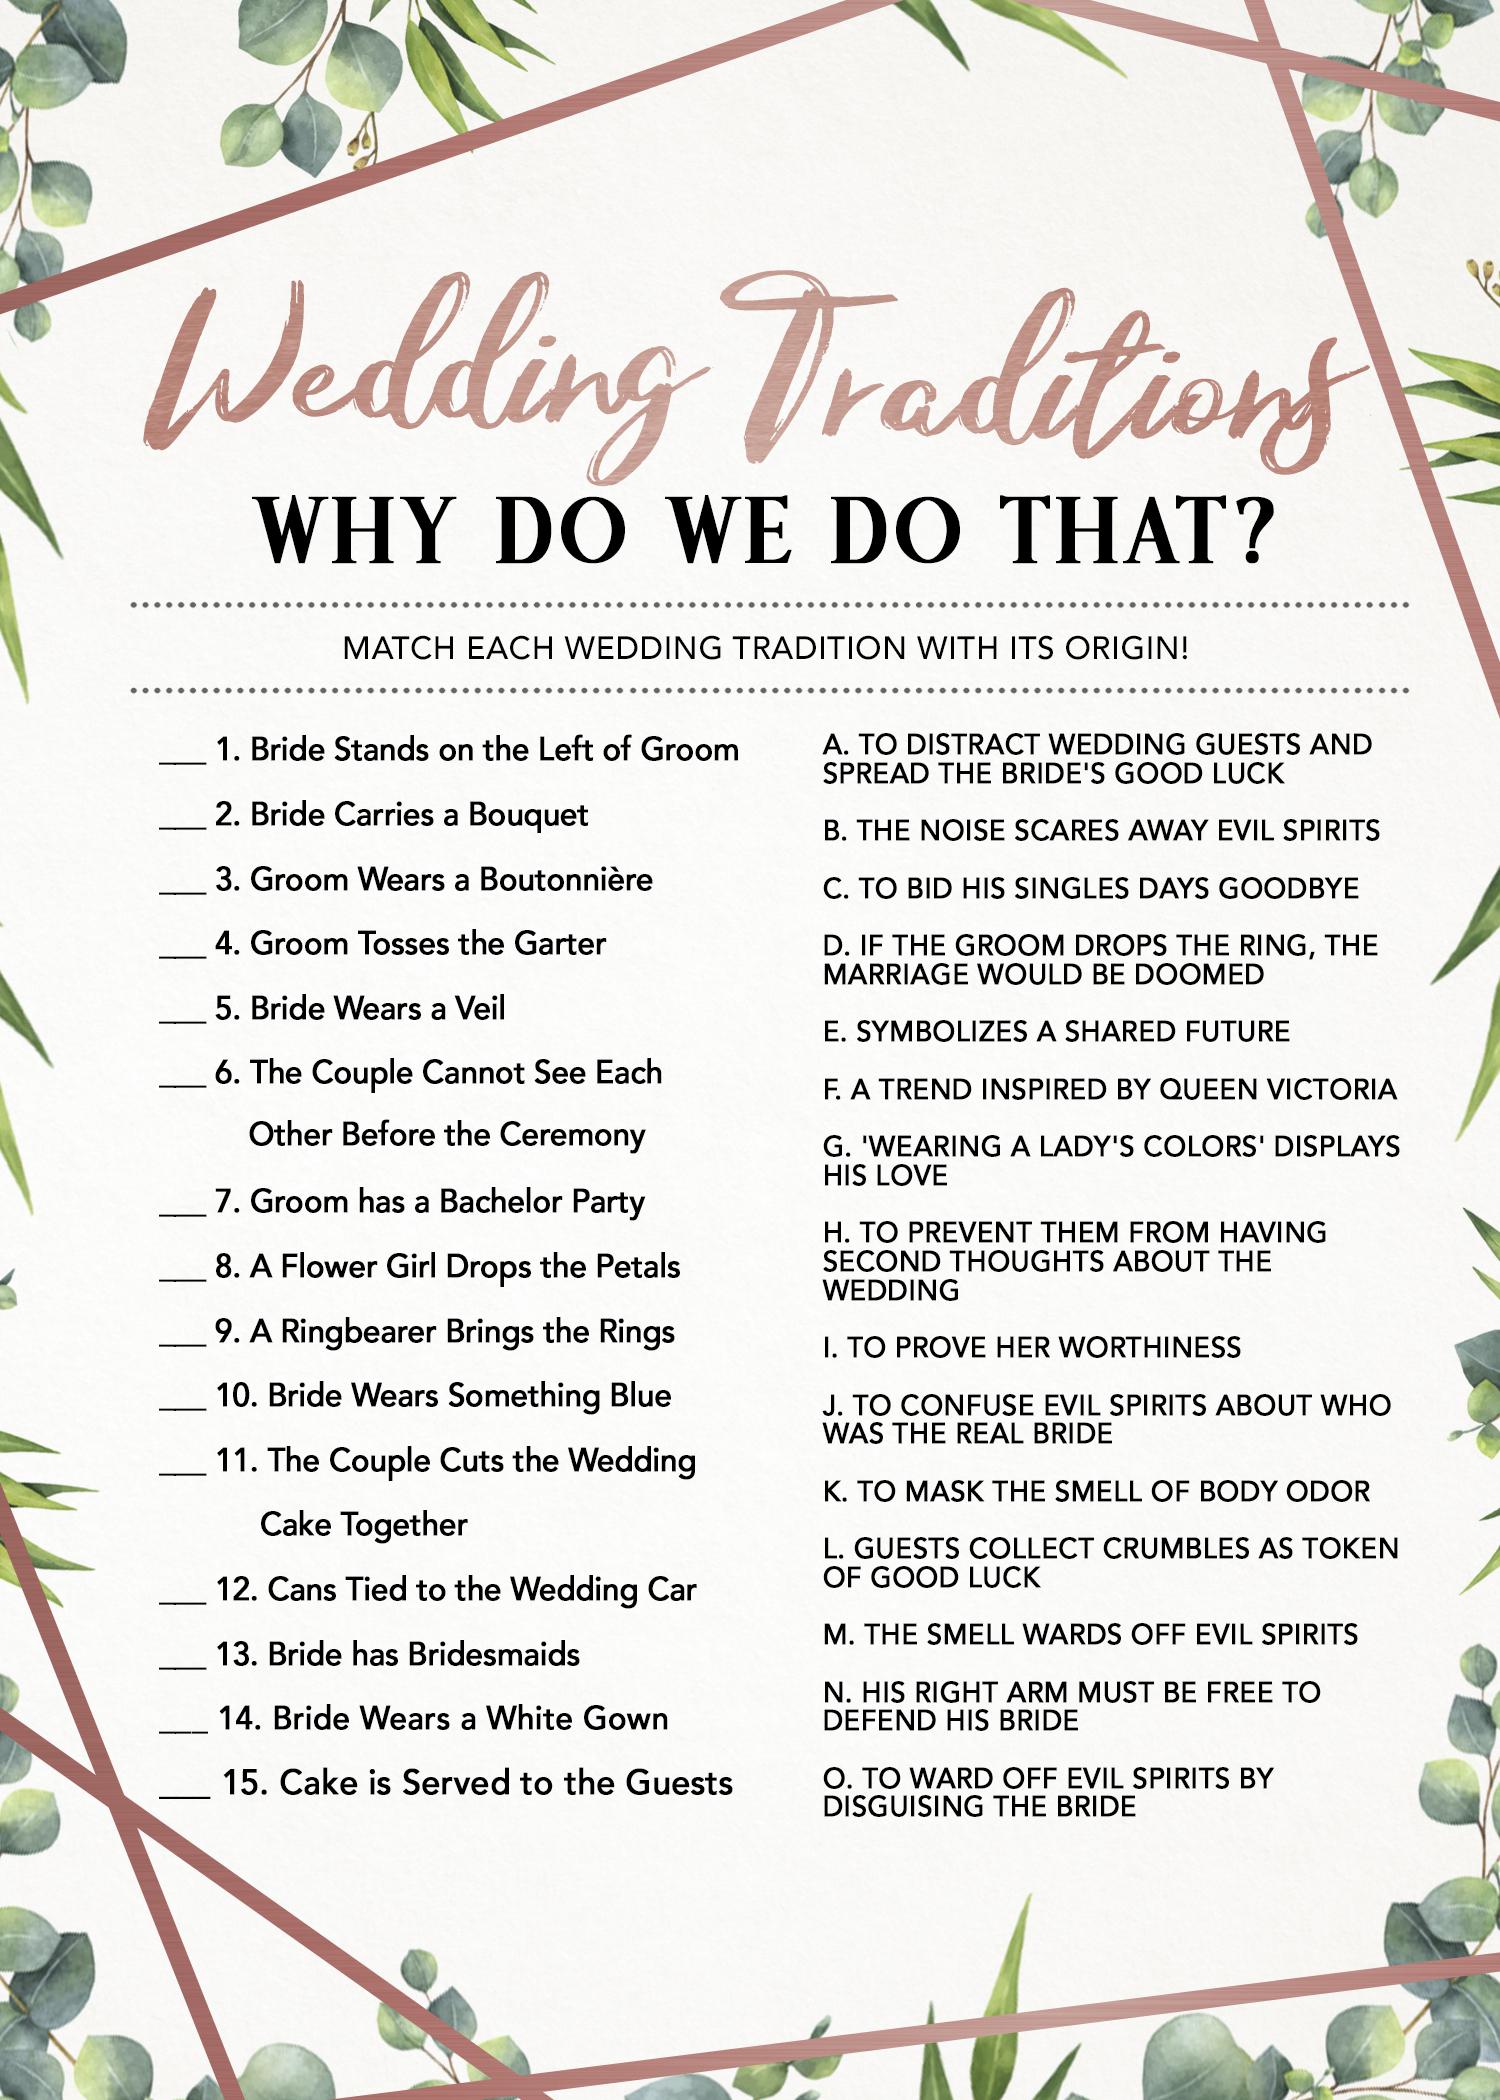 Wedding Traditions
WHY DO WE DO THAT?
MATCH EACH WEDDING TRADITION WITH ITS ORIGIN!
___ 1. Bride Stands on the Left of Groom
___ 2. Bride Carries a Bouquet
___ 3. Groom Wears a Boutonnière
___ 4. Groom Tosses the Garter
___ 5. Bride Wears a Veil
___ 6. The Couple Cannot See Each
Other Before the Ceremony
___ 7. Groom has a Bachelor Party
___ 8. A Flower Girl Drops the Petals
___ 9. A Ringbearer Brings the Rings
___ 10. Bride Wears Something Blue
___ 11. The Couple Cuts the Wedding
Cake Together
___ 12. Cans Tied to the Wedding Car
___ 13. Bride has Bridesmaids
___ 14. Bride Wears a White Gown
___ 15. Cake is Served to the Guests
A. TO DISTRACT WEDDING GUESTS AND
SPREAD THE BRIDE'S GOOD LUCK
B. THE NOISE SCARES AWAY EVIL SPIRITS
C. TO BID HIS SINGLES DAYS GOODBYE
D. IF THE GROOM DROPS THE RING, THE
MARRIAGE WOULD BE DOOMED
E. SYMBOLIZES A SHARED FUTURE
F. A TREND INSPIRED BY QUEEN VICTORIA
G. 'WEARING A LADY'S COLORS' DISPLAYS
HIS LOVE
H. TO PREVENT THEM FROM HAVING
SECOND THOUGHTS ABOUT THE
WEDDING
I. TO PROVE HER WORTHINESS
J. TO CONFUSE EVIL SPIRITS ABOUT WHO
WAS THE REAL BRIDE
K. TO MASK THE SMELL OF BODY ODOR
L. GUESTS COLLECT CRUMBLES AS TOKEN
OF GOOD LUCK
M. THE SMELL WARDS OFF EVIL SPIRITS
N. HIS RIGHT ARM MUST BE FREE TO
DEFEND HIS BRIDE
O. TO WARD OFF EVIL SPIRITS BY
DISGUISING THE BRIDE